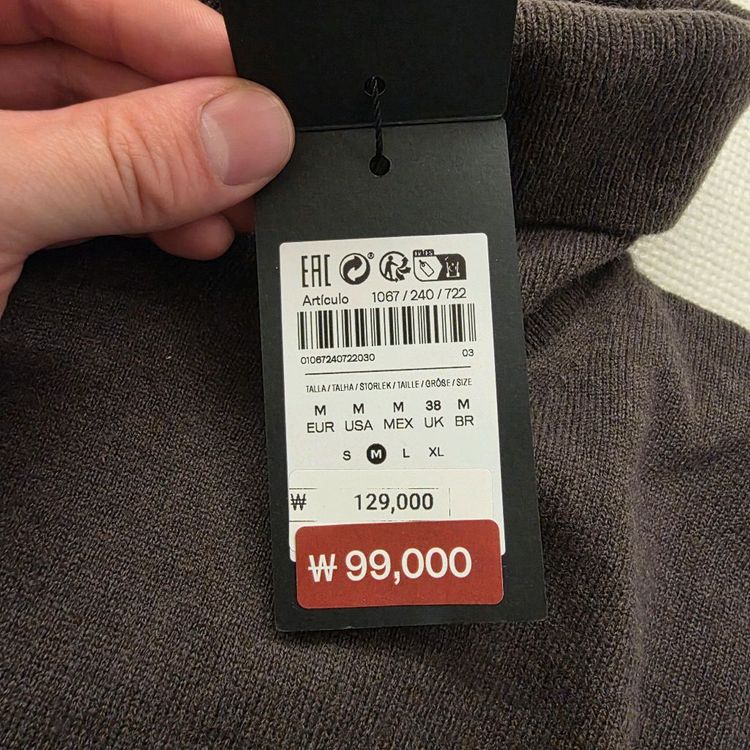 EAC
Artículo 1067 / 240 / 722
01067240722030 03
TALLA / TALHA / STORLEK / TAILLE / GRÖßE / SIZE
M M M 38 M
EUR USA MEX UK BR
S M L XL
₩ 129,000
₩ 99,000